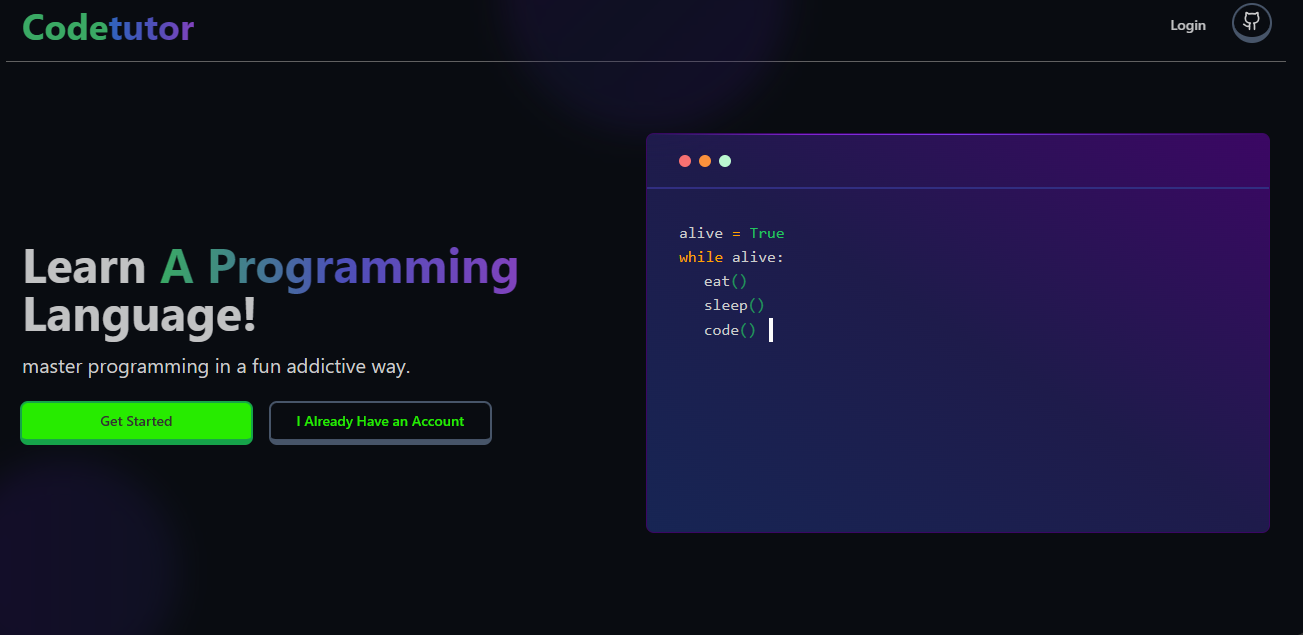 Codetutor
Login
Learn A Programming
Language!
master programming in a fun addictive way.
Get Started
I Already Have an Account
alive = True
while alive:
eat()
sleep()
code()